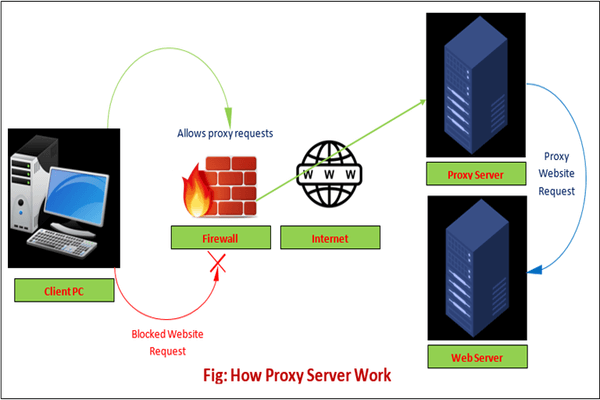 Allows proxy requests
W W W
Proxy Server
Proxy
Website
Request
Firewall
Internet
Client PC
Blocked Website
Request
Web Server
Fig: How Proxy Server Work